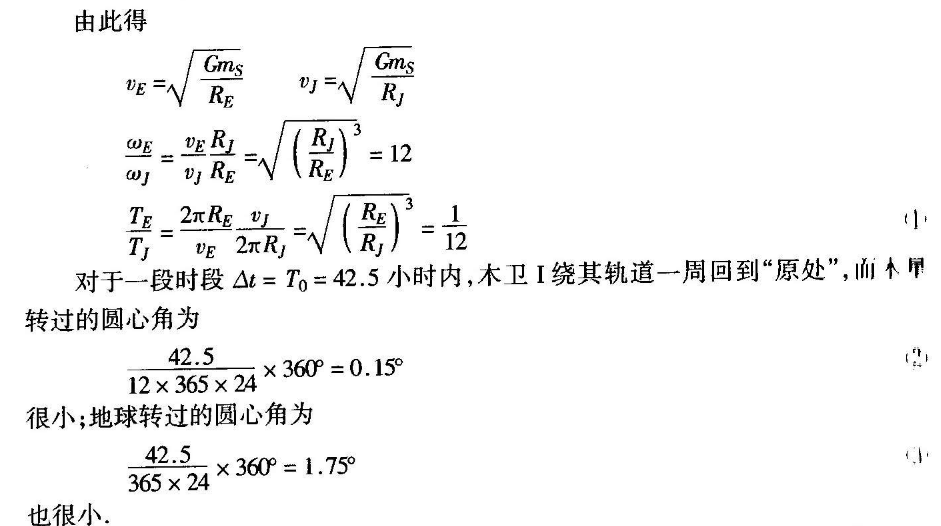 由此得
v_E = √(Gm_S/R_E)  v_J = √(Gm_S/R_J)
ω_E/ω_J = v_E/v_J R_J/R_E = √((R_J/R_E)^3) = 12
T_E/T_J = 2πR_E/v_E v_J/2πR_J = √((R_E/R_J)^3) = 1/12 (1)
对于一段时段 Δt = T_0 = 42.5 小时内,木卫 I 绕其轨道一周回到“原处”,而木星
转过的圆心角为
42.5/(12 × 365 × 24) × 360° = 0.15° (2)
很小;地球转过的圆心角为
42.5/(365 × 24) × 360° = 1.75°
也很小.